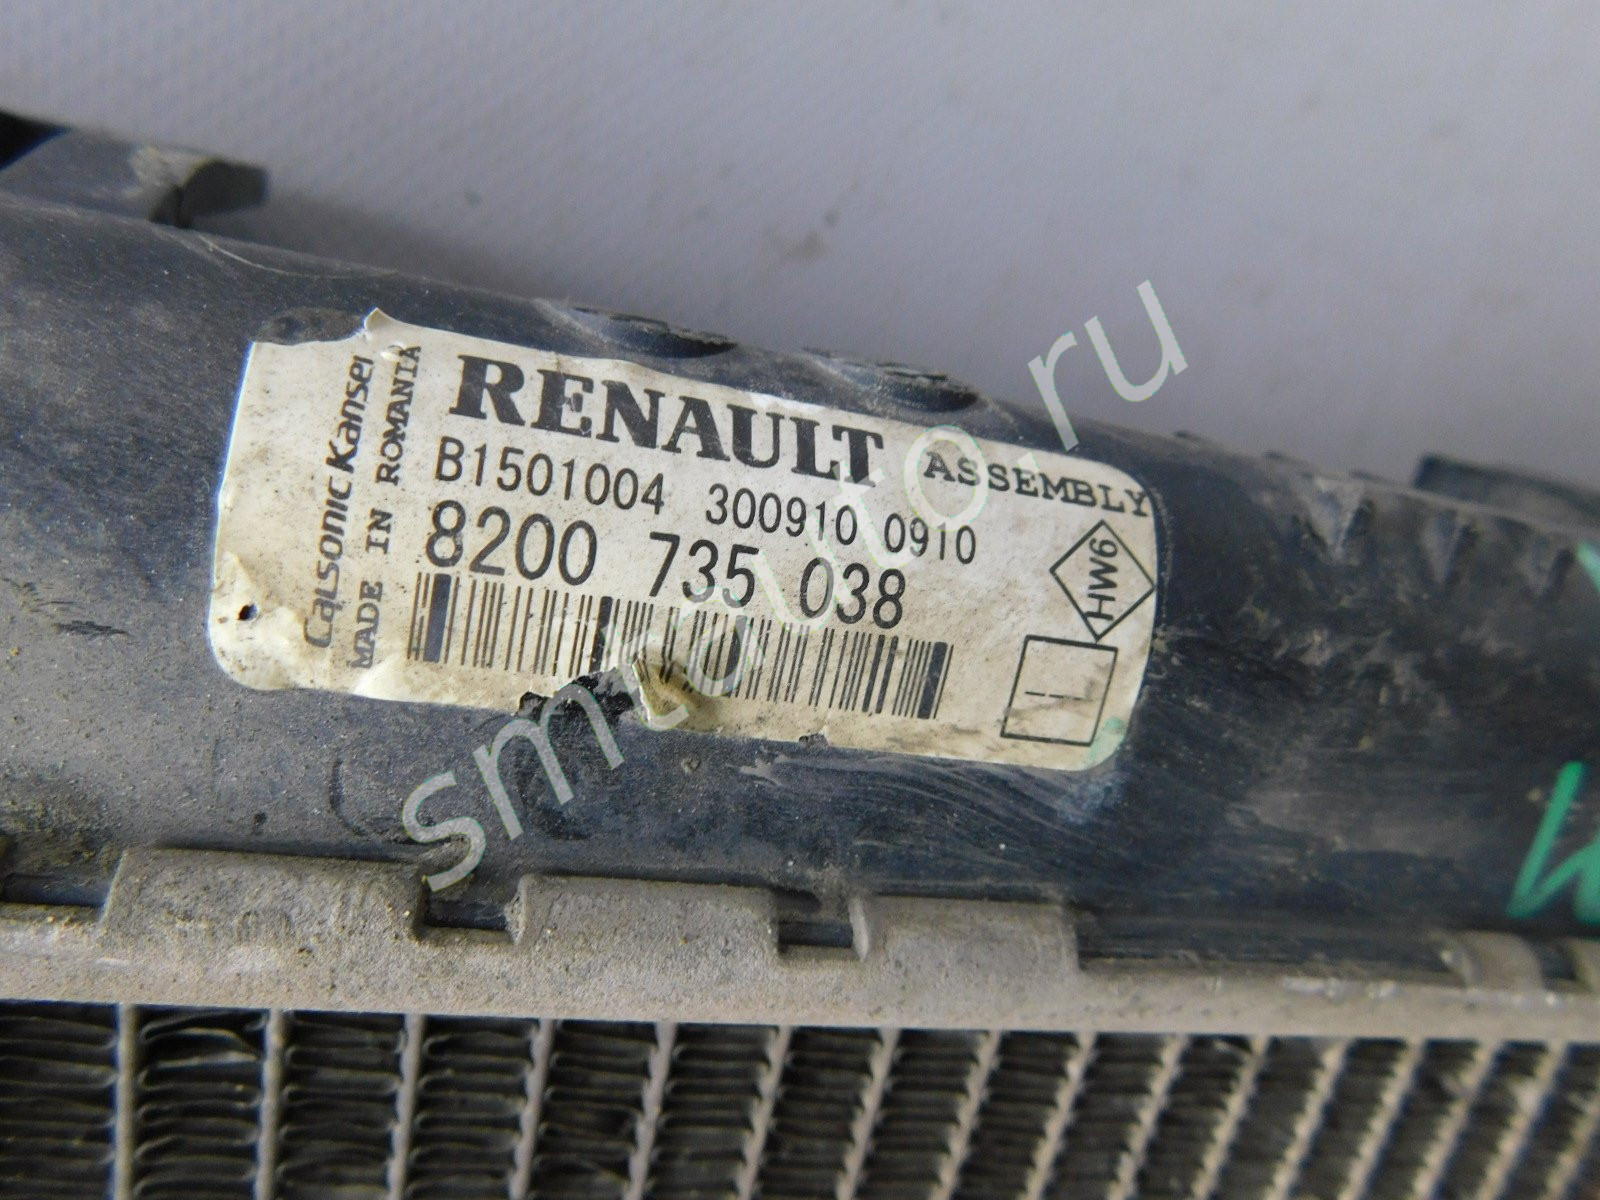 Calsonic Kansei
MADE IN ROMANIA
RENAULT ASSEMBLY
B1501004 300910 0910
8200 735 038
HW6
smrauto.ru